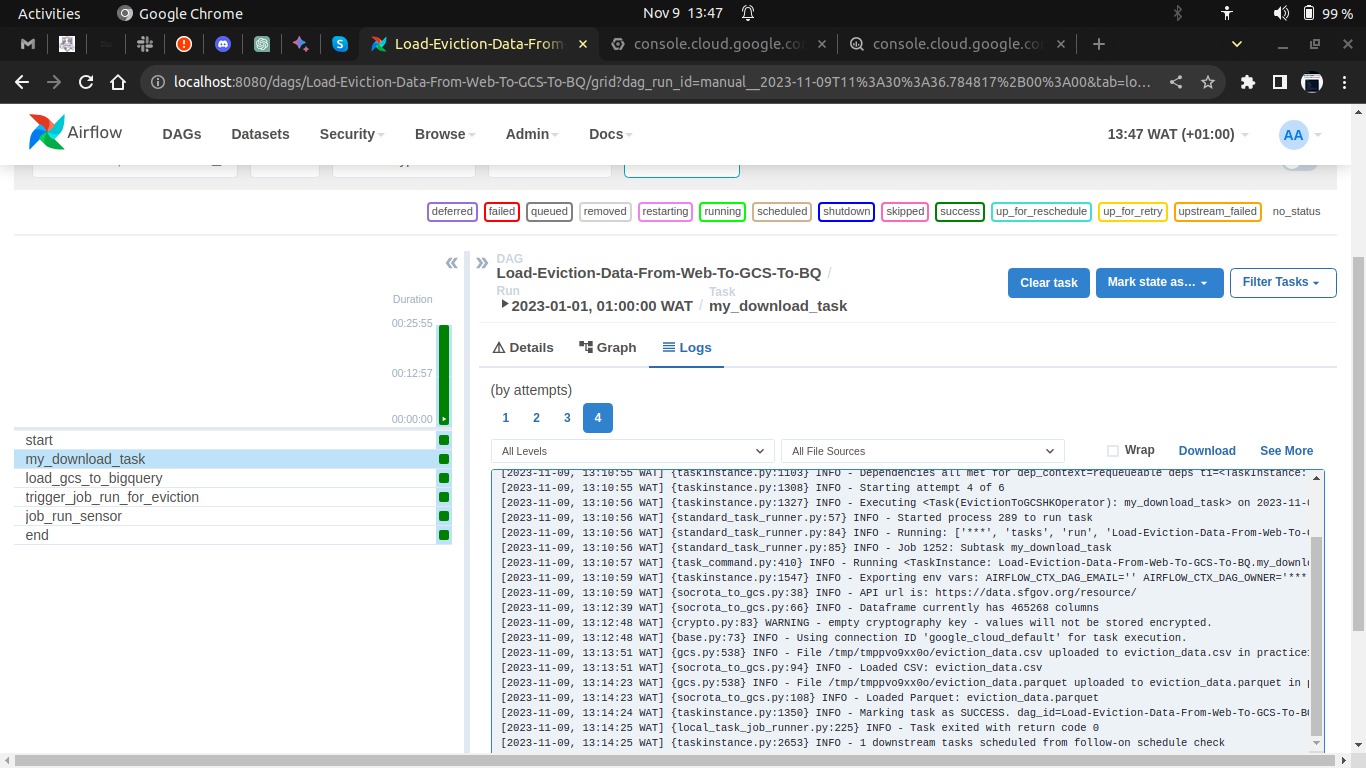 Activities
Google Chrome
Nov 9 13:47
99 %
Load-Eviction-Data-From-
console.cloud.google.co
console.cloud.google.co
localhost:8080/dags/Load-Eviction-Data-From-Web-To-GCS-To-BQ/grid?dag_run_id=manual__2023-11-09T11%3A30%3A36.784817%2B00%3A00&tab=lo...
Airflow
DAGs
Datasets
Security
Browse
Admin
Docs
13:47 WAT (+01:00)
AA
deferred
failed
queued
removed
restarting
running
scheduled
shutdown
skipped
success
up_for_reschedule
up_for_retry
upstream_failed
no_status
Duration
00:25:55
00:12:57
00:00:00
start
my_download_task
load_gcs_to_bigquery
trigger_job_run_for_eviction
job_run_sensor
end
DAG
Load-Eviction-Data-From-Web-To-GCS-To-BQ /
Run
2023-01-01, 01:00:00 WAT /
Task
my_download_task
Clear task
Mark state as...
Filter Tasks
Details
Graph
Logs
(by attempts)
1
2
3
4
All Levels
All File Sources
Wrap
Download
See More
[2023-11-09, 13:10:55 WAT] {taskinstance.py:1103} INFO - Dependencies all met for dep_context=requeueable deps ti=<TaskInstance:
[2023-11-09, 13:10:55 WAT] {taskinstance.py:1308} INFO - Starting attempt 4 of 6
[2023-11-09, 13:10:56 WAT] {taskinstance.py:1327} INFO - Executing <Task(EvictionToGCSHKOperator): my_download_task> on 2023-11-
[2023-11-09, 13:10:56 WAT] {standard_task_runner.py:57} INFO - Started process 289 to run task
[2023-11-09, 13:10:56 WAT] {standard_task_runner.py:84} INFO - Running: ['***', 'tasks', 'run', 'Load-Eviction-Data-From-Web-To-
[2023-11-09, 13:10:56 WAT] {standard_task_runner.py:85} INFO - Job 1252: Subtask my_download_task
[2023-11-09, 13:10:57 WAT] {task_command.py:410} INFO - Running <TaskInstance: Load-Eviction-Data-From-Web-To-GCS-To-BQ.my_downl
[2023-11-09, 13:10:59 WAT] {taskinstance.py:1547} INFO - Exporting env vars: AIRFLOW_CTX_DAG_EMAIL='' AIRFLOW_CTX_DAG_OWNER='***
[2023-11-09, 13:10:59 WAT] {socrota_to_gcs.py:38} INFO - API url is: https://data.sfgov.org/resource/
[2023-11-09, 13:12:39 WAT] {socrota_to_gcs.py:66} INFO - Dataframe currently has 465268 columns
[2023-11-09, 13:12:48 WAT] {crypto.py:83} WARNING - empty cryptography key - values will not be stored encrypted.
[2023-11-09, 13:12:48 WAT] {base.py:73} INFO - Using connection ID 'google_cloud_default' for task execution.
[2023-11-09, 13:13:51 WAT] {gcs.py:538} INFO - File /tmp/tmppvo9xx0o/eviction_data.csv uploaded to eviction_data.csv in practice
[2023-11-09, 13:13:51 WAT] {socrota_to_gcs.py:94} INFO - Loaded CSV: eviction_data.csv
[2023-11-09, 13:14:23 WAT] {gcs.py:538} INFO - File /tmp/tmppvo9xx0o/eviction_data.parquet uploaded to eviction_data.parquet in p
[2023-11-09, 13:14:23 WAT] {socrota_to_gcs.py:108} INFO - Loaded Parquet: eviction_data.parquet
[2023-11-09, 13:14:24 WAT] {taskinstance.py:1350} INFO - Marking task as SUCCESS. dag_id=Load-Eviction-Data-From-Web-To-GCS-To-BQ
[2023-11-09, 13:14:25 WAT] {local_task_job_runner.py:225} INFO - Task exited with return code 0
[2023-11-09, 13:14:25 WAT] {taskinstance.py:2653} INFO - 1 downstream tasks scheduled from follow-on schedule check